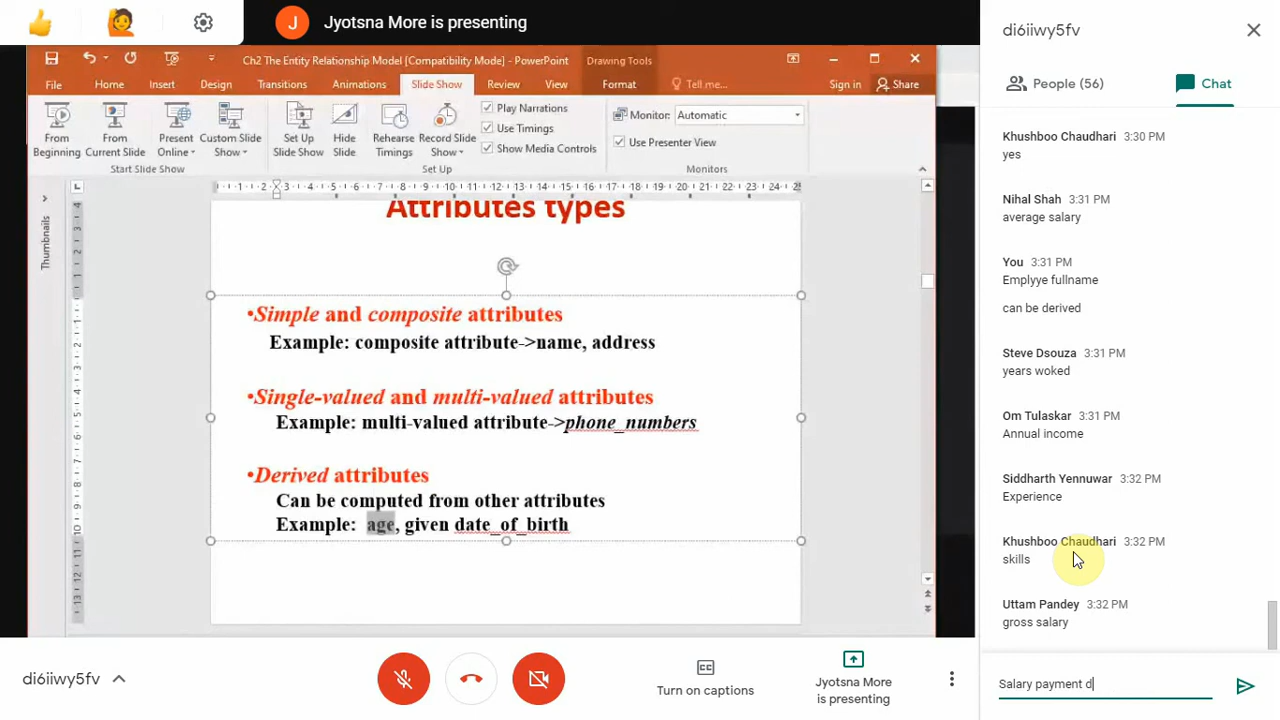 J Jyotsna More is presenting
di6iiwy5fv
Ch2 The Entity Relationship Model [Compatibility Mode] - PowerPoint
Drawing Tools
File Home Insert Design Transitions Animations Slide Show Review View Format Tell me... Sign in Share
From Beginning
From Current Slide
Present Online
Custom Slide Show
Start Slide Show
Set Up Slide Show
Hide Slide
Rehearse Timings
Record Slide Show
Play Narrations
Use Timings
Show Media Controls
Set Up
Monitor: Automatic
Use Presenter View
Monitors
Thumbnails
Attributes types
•Simple and composite attributes
Example: composite attribute->name, address
•Single-valued and multi-valued attributes
Example: multi-valued attribute->phone_numbers
•Derived attributes
Can be computed from other attributes
Example: age, given date_of_birth
People (56) Chat
Khushboo Chaudhari 3:30 PM
yes
Nihal Shah 3:31 PM
average salary
You 3:31 PM
Emplyye fullname
can be derived
Steve Dsouza 3:31 PM
years woked
Om Tulaskar 3:31 PM
Annual income
Siddharth Yennuwar 3:32 PM
Experience
Khushboo Chaudhari 3:32 PM
skills
Uttam Pandey 3:32 PM
gross salary
Salary payment d
di6iiwy5fv
Turn on captions
Jyotsna More
is presenting